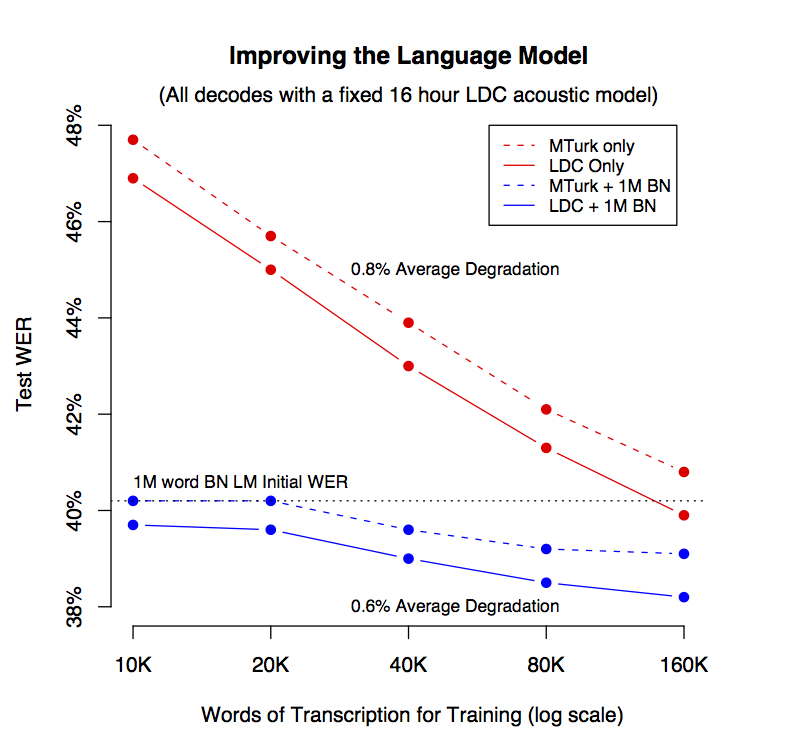 Improving the Language Model
(All decodes with a fixed 16 hour LDC acoustic model)
MTurk only
LDC Only
MTurk + 1M BN
LDC + 1M BN
0.8% Average Degradation
1M word BN LM Initial WER
0.6% Average Degradation
Test WER
48%
46%
44%
42%
40%
38%
10K 20K 40K 80K 160K
Words of Transcription for Training (log scale)